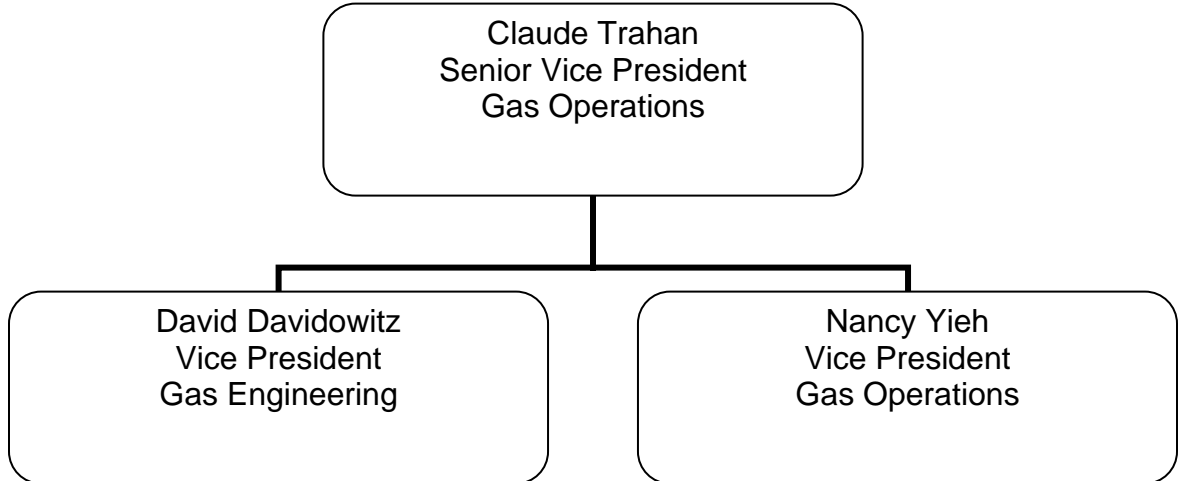 Claude Trahan
Senior Vice President
Gas Operations
David Davidowitz
Vice President
Gas Engineering
Nancy Yieh
Vice President
Gas Operations